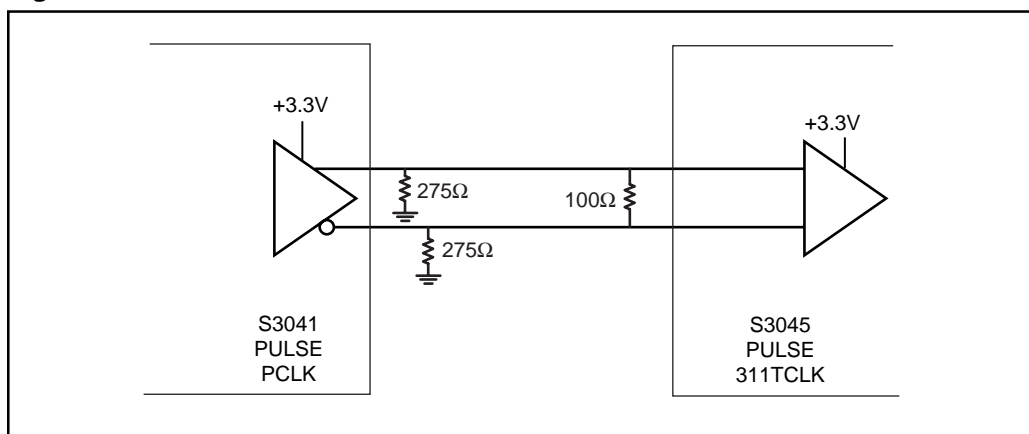 +3.3V
+3.3V
275Ω
100Ω
275Ω
S3041
PULSE
PCLK
S3045
PULSE
311TCLK